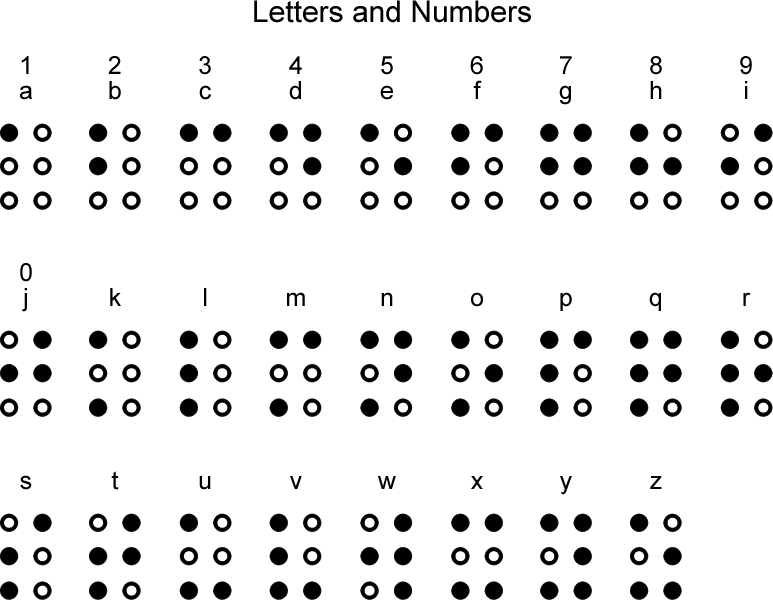 Letters and Numbers
1 2 3 4 5 6 7 8 9
a b c d e f g h i
0
j k l m n o p q r
s t u v w x y z